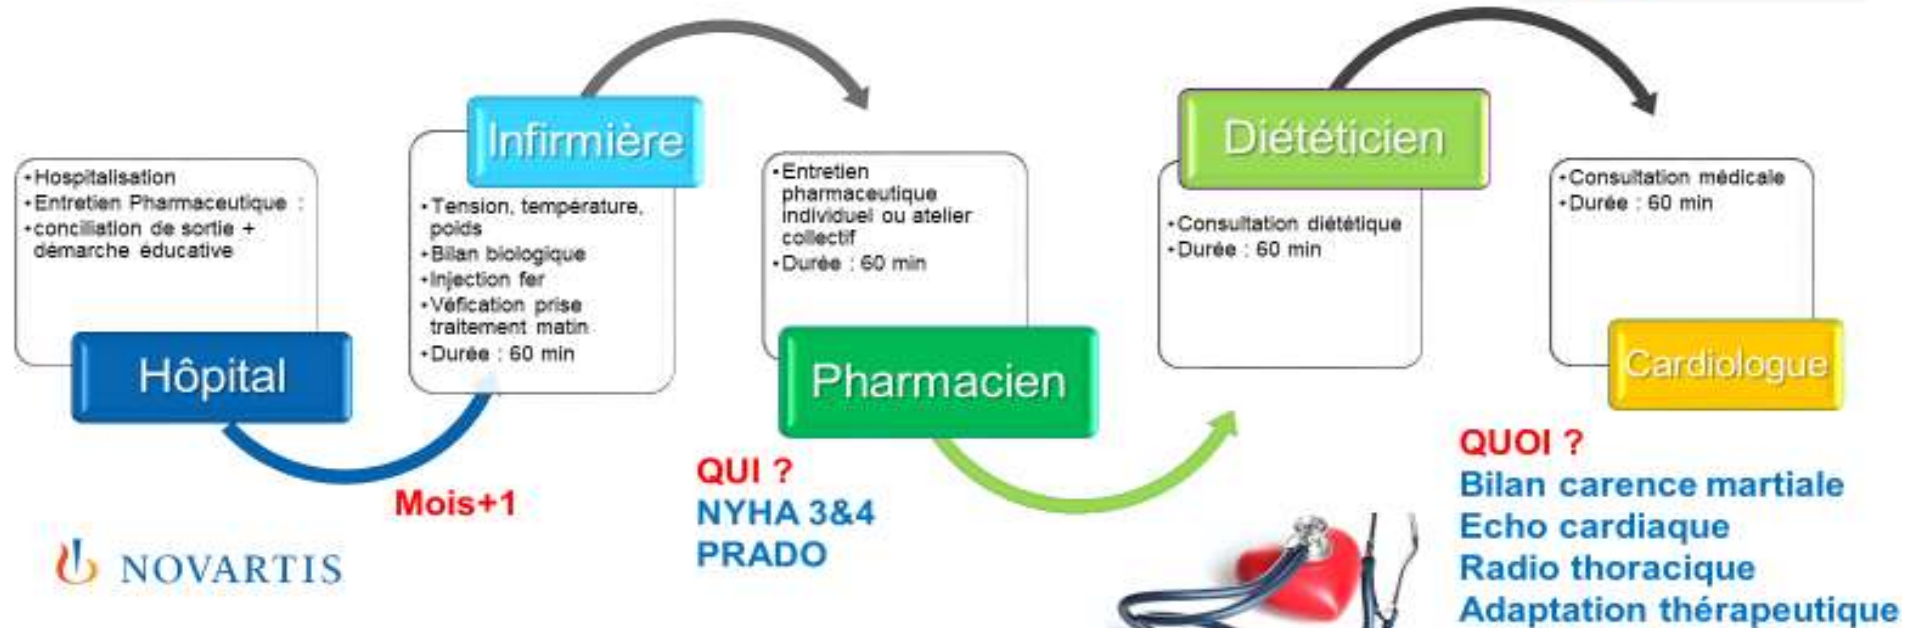 •Hospitalisation
•Entretien Pharmaceutique :
•conciliation de sortie +
démarche éducative
Hôpital
Mois+1
Infirmière
•Tension, température,
poids
•Bilan biologique
•Injection fer
•Véfication prise
traitement matin
•Durée : 60 min
•Entretien
pharmaceutique
individuel ou atelier
collectif
•Durée : 60 min
Pharmacien
QUI ?
NYHA 3&4
PRADO
Diététicien
•Consultation diététique
•Durée : 60 min
•Consultation médicale
•Durée : 60 min
Cardiologue
QUOI ?
Bilan carence martiale
Echo cardiaque
Radio thoracique
Adaptation thérapeutique
NOVARTIS